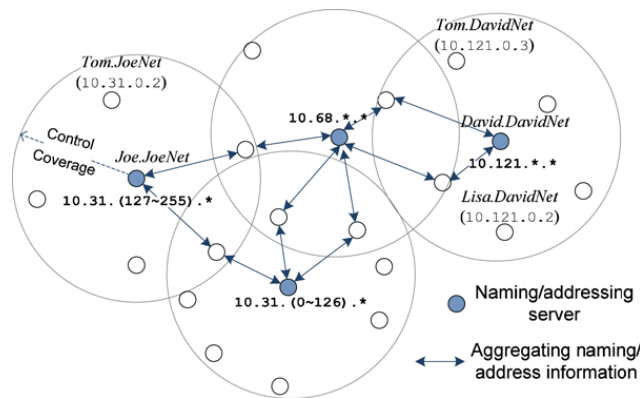 Tom.JoeNet
(10.31.0.2)
Tom.DavidNet
(10.121.0.3)
10.68.*.*
David.DavidNet
10.121.*.*
Control
Coverage
Joe.JoeNet
10.31.(127~255).*
Lisa.DavidNet
(10.121.0.2)
10.31.(0~126).*
Naming/addressing
server
Aggregating naming/
address information